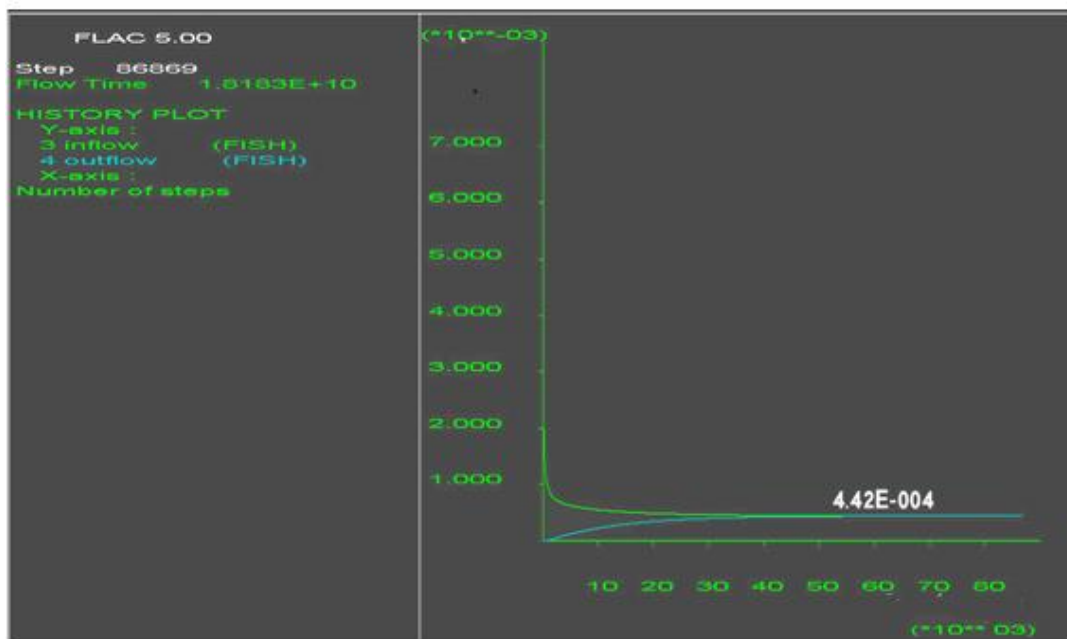 FLAC 5.00
Step 86869
Flow Time 1.8183E+10
HISTORY PLOT
Y-axis :
3 inflow (FISH)
4 outflow (FISH)
X-axis :
Number of steps
(*10**-03)
7.000
6.000
5.000
4.000
3.000
2.000
1.000
4.42E-004
10 20 30 40 50 60 70 80
(*10** 03)